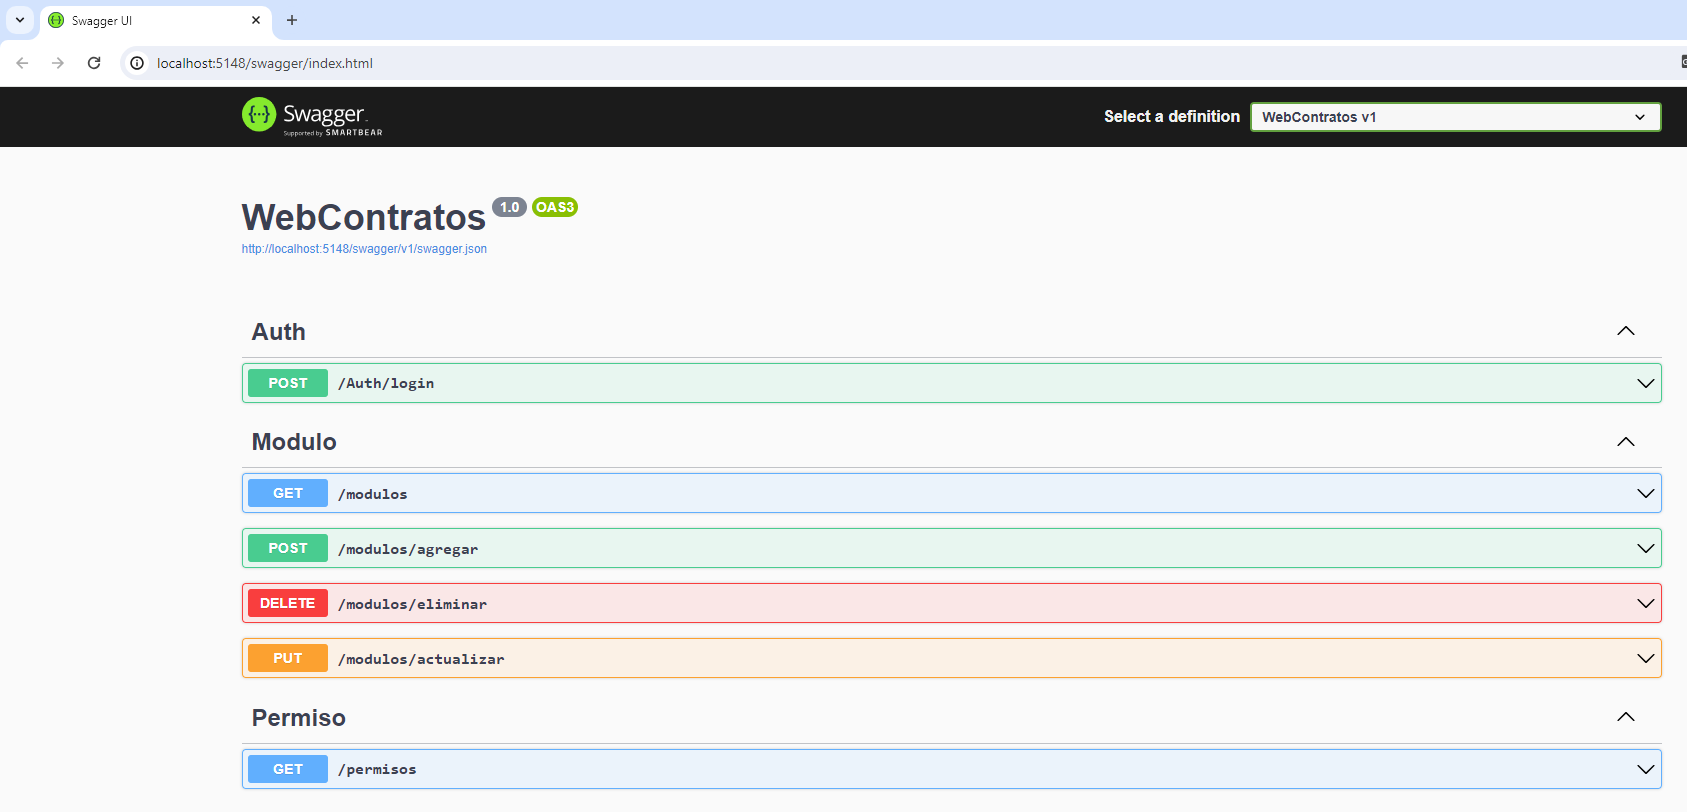 Swagger UI
localhost:5148/swagger/index.html
Swagger
Supported by SMARTBEAR
Select a definition
WebContratos v1
WebContratos 1.0 OAS3
http://localhost:5148/swagger/v1/swagger.json
Auth
POST /Auth/login
Modulo
GET /modulos
POST /modulos/agregar
DELETE /modulos/eliminar
PUT /modulos/actualizar
Permiso
GET /permisos